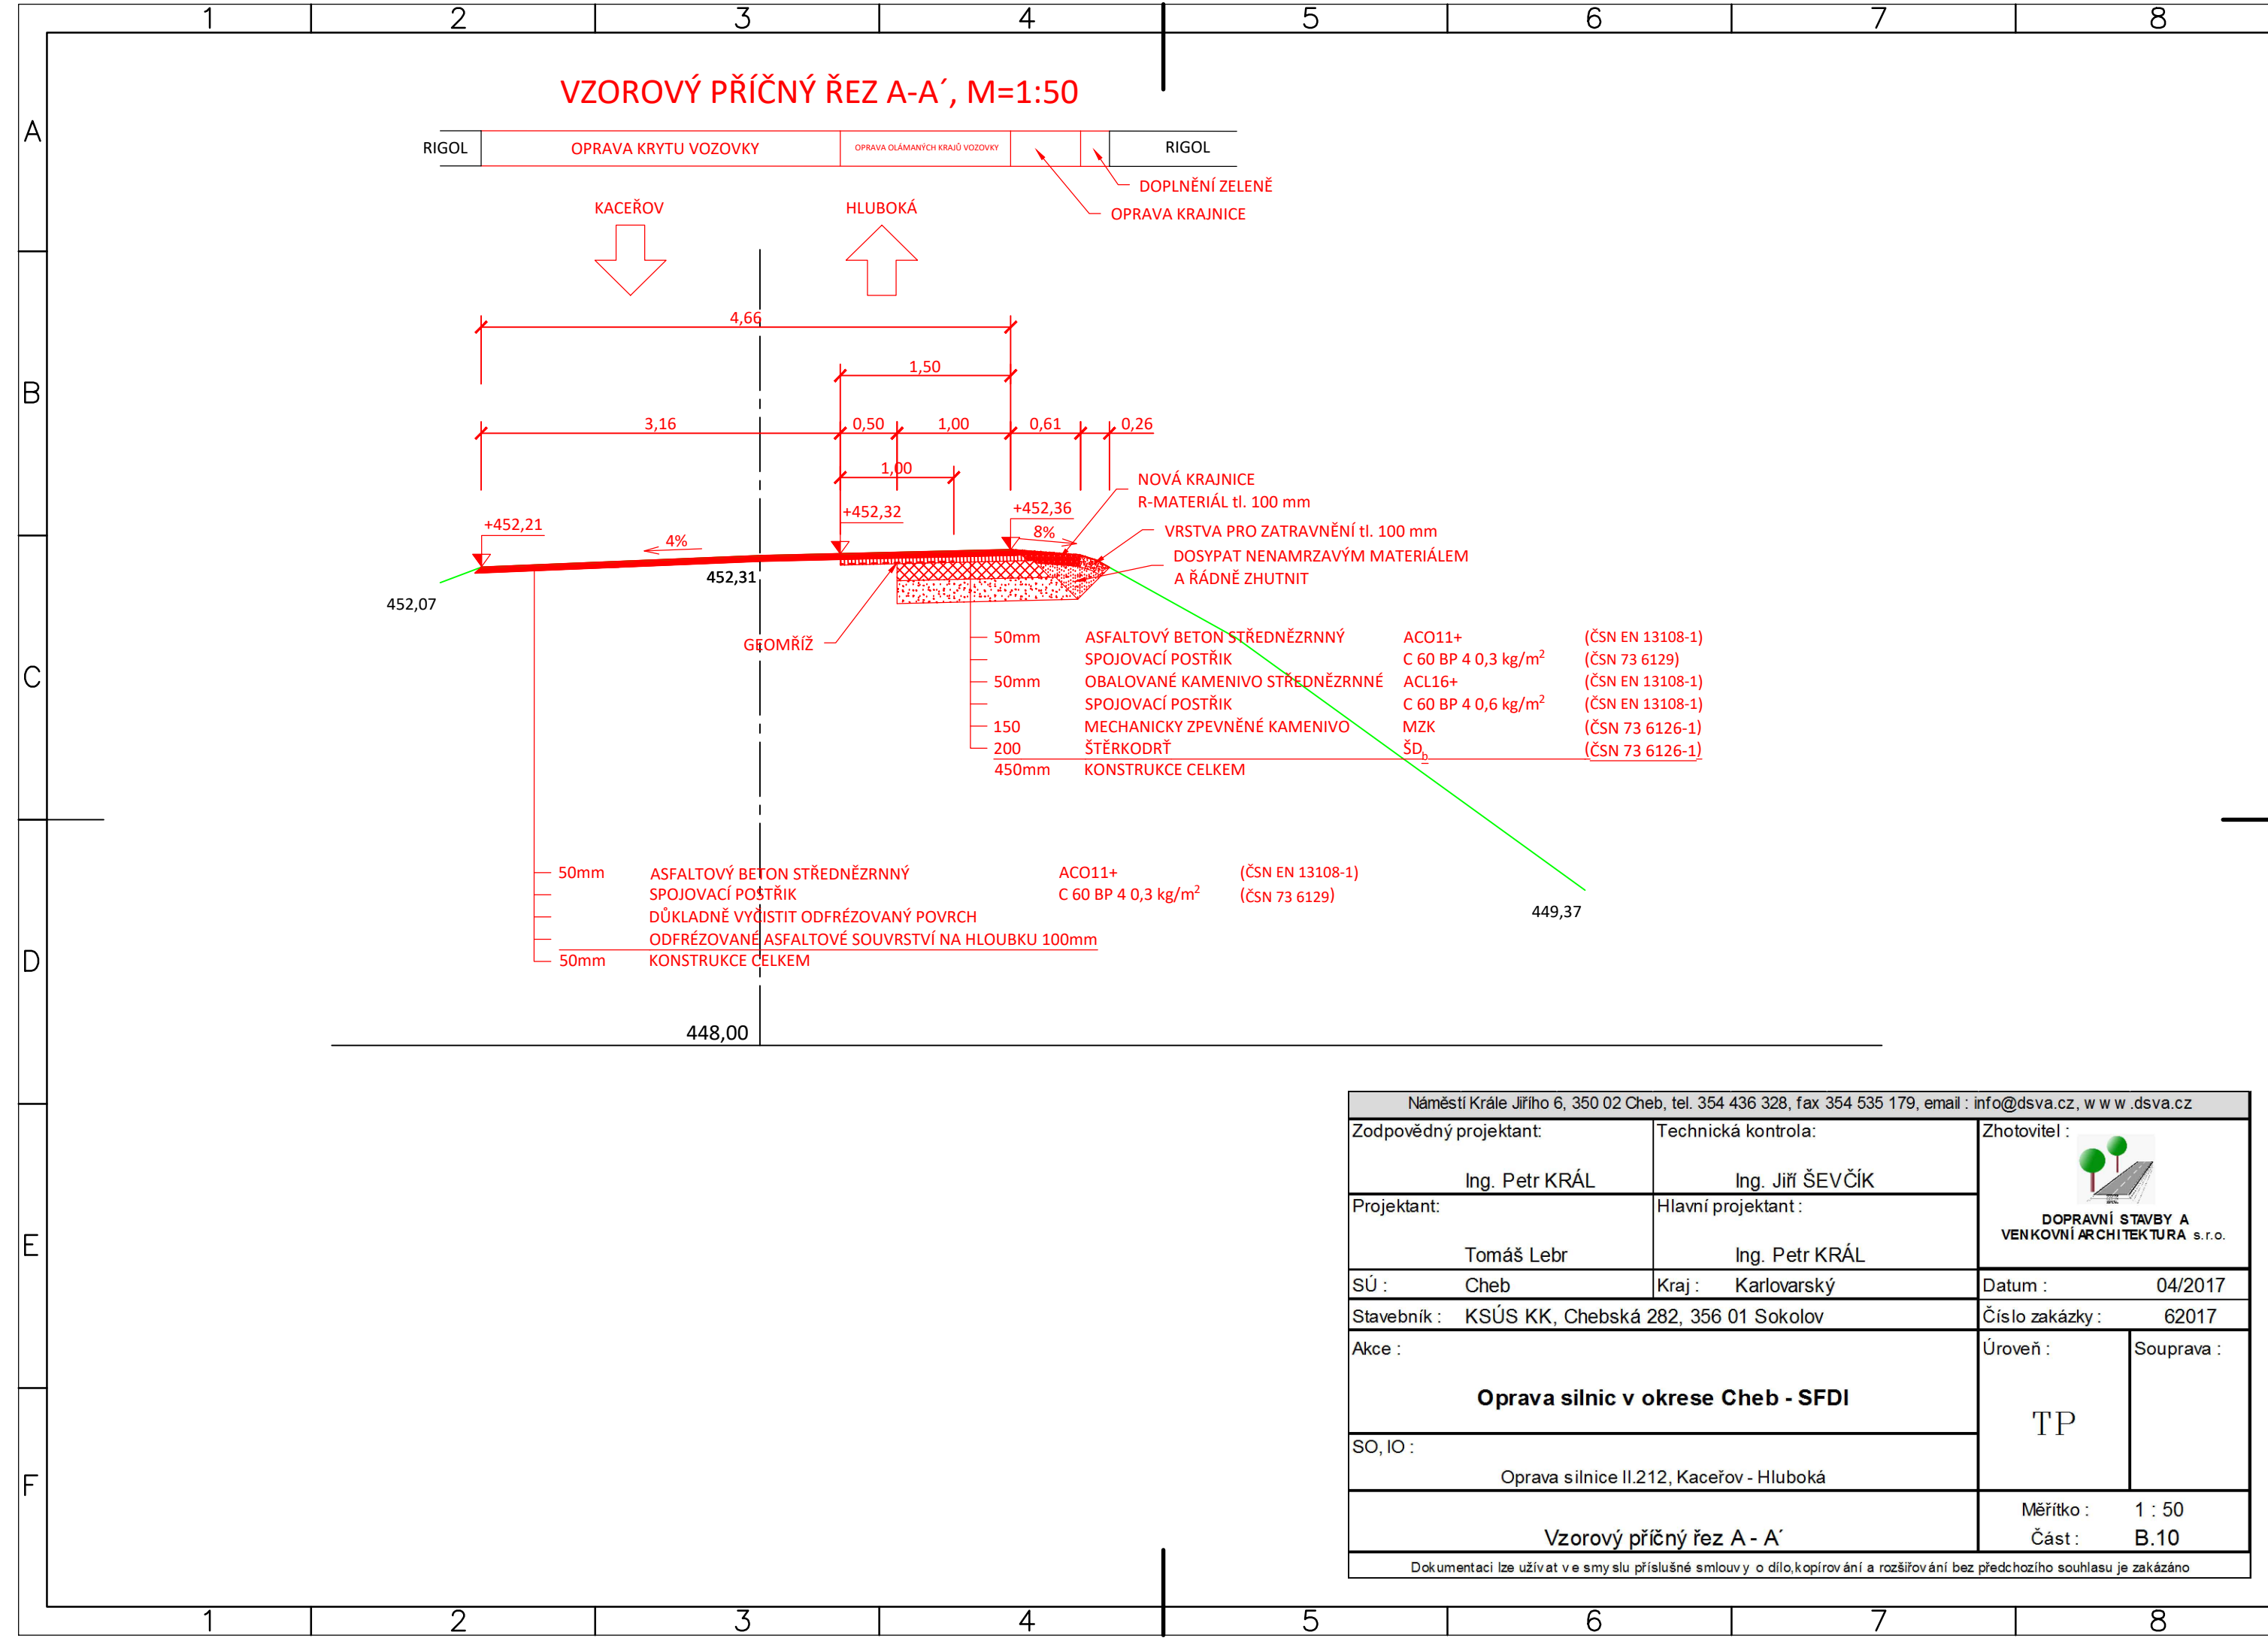 1 2 3 4 5 6 7 8
A
B
C
D
E
F
VZOROVÝ PŘÍČNÝ ŘEZ A-A´, M=1:50
RIGOL OPRAVA KRYTU VOZOVKY OPRAVA OLÁMANÝCH KRAJŮ VOZOVKY RIGOL
DOPLNĚNÍ ZELENĚ
OPRAVA KRAJNICE
KACEŘOV HLUBOKÁ
4,66
1,50
3,16 0,50 1,00 0,61 0,26
1,00
NOVÁ KRAJNICE
R-MATERIÁL tl. 100 mm
+452,21 +452,32 +452,36
4% 8%
VRSTVA PRO ZATRAVNĚNÍ tl. 100 mm
DOSYPAT NENAMRZAVÝM MATERIÁLEM
A ŘÁDNĚ ZHUTNIT
452,07 452,31
GEOMŘÍŽ
50mm ASFALTOVÝ BETON STŘEDNĚZRNNÝ ACO11+ (ČSN EN 13108-1)
SPOJOVACÍ POSTŘIK C 60 BP 4 0,3 kg/m² (ČSN 73 6129)
50mm OBALOVANÉ KAMENIVO STŘEDNĚZRNNÉ ACL16+ (ČSN EN 13108-1)
SPOJOVACÍ POSTŘIK C 60 BP 4 0,6 kg/m² (ČSN EN 13108-1)
150 MECHANICKY ZPEVNĚNÉ KAMENIVO MZK (ČSN 73 6126-1)
200 ŠTĚRKODRŤ ŠDb (ČSN 73 6126-1)
450mm KONSTRUKCE CELKEM
50mm ASFALTOVÝ BETON STŘEDNĚZRNNÝ ACO11+ (ČSN EN 13108-1)
SPOJOVACÍ POSTŘIK C 60 BP 4 0,3 kg/m² (ČSN 73 6129)
DŮKLADNĚ VYČISTIT ODFRÉZOVANÝ POVRCH
ODFRÉZOVANÉ ASFALTOVÉ SOUVRSTVÍ NA HLOUBKU 100mm
50mm KONSTRUKCE CELKEM
449,37
448,00
Náměstí Krále Jiřího 6, 350 02 Cheb, tel. 354 436 328, fax 354 535 179, email : info@dsva.cz, www.dsva.cz
Zodpovědný projektant: Technická kontrola: Zhotovitel :
Ing. Petr KRÁL Ing. Jiří ŠEVČÍK
Projektant: Hlavní projektant :
DOPRAVNÍ STAVBY A
VENKOVNÍ ARCHITEKTURA s.r.o.
Tomáš Lebr Ing. Petr KRÁL
SÚ : Cheb Kraj : Karlovarský Datum : 04/2017
Stavebník : KSÚS KK, Chebská 282, 356 01 Sokolov Číslo zakázky : 62017
Akce : Úroveň : Souprava :
Oprava silnic v okrese Cheb - SFDI
TP
SO, IO :
Oprava silnice II.212, Kaceřov - Hluboká
Měřítko : 1 : 50
Vzorový příčný řez A - A´ Část : B.10
Dokumentaci lze užívat ve smyslu příslušné smlouvy o dílo,kopírování a rozšiřování bez předchozího souhlasu je zakázáno
1 2 3 4 5 6 7 8